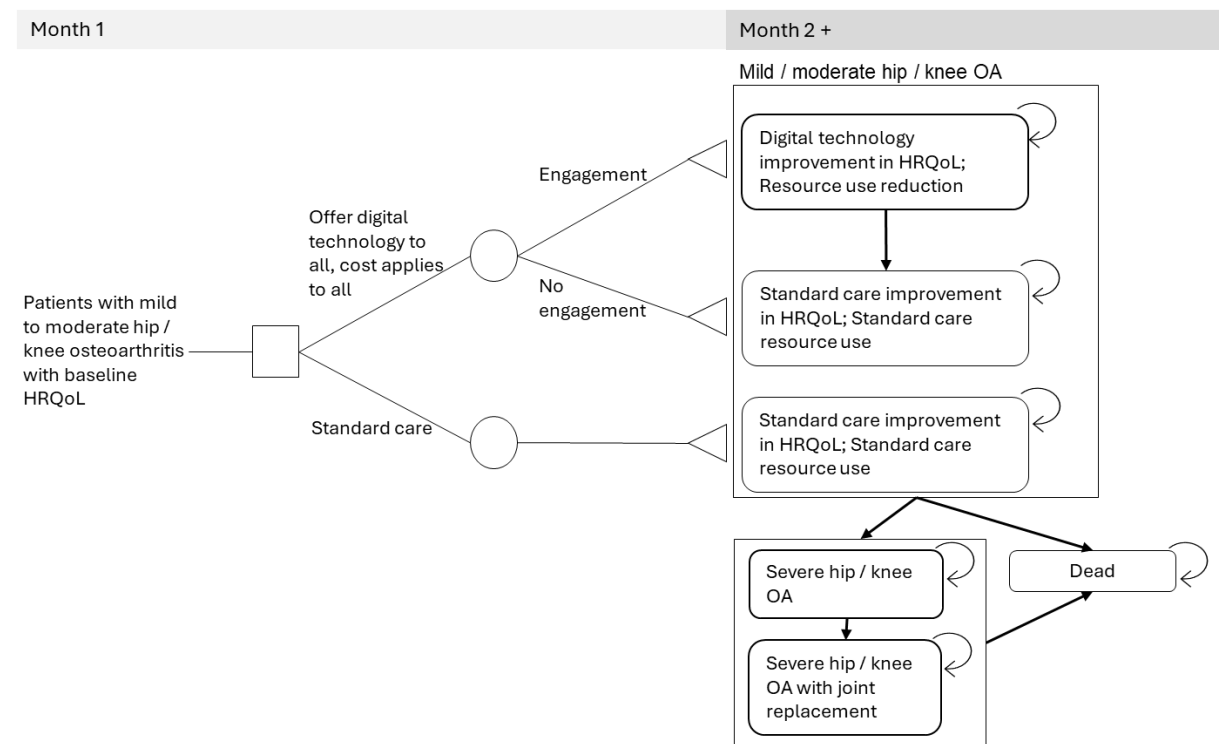 Month 1
Month 2 +
Mild / moderate hip / knee OA
Digital technology
improvement in HRQoL;
Resource use reduction
Engagement
Offer digital
technology to
all, cost applies
to all
No
engagement
Standard care improvement
in HRQoL; Standard care
resource use
Patients with mild
to moderate hip /
knee osteoarthritis
with baseline
HRQoL
Standard care
Standard care improvement
in HRQoL; Standard care
resource use
Severe hip / knee
OA
Dead
Severe hip / knee
OA with joint
replacement